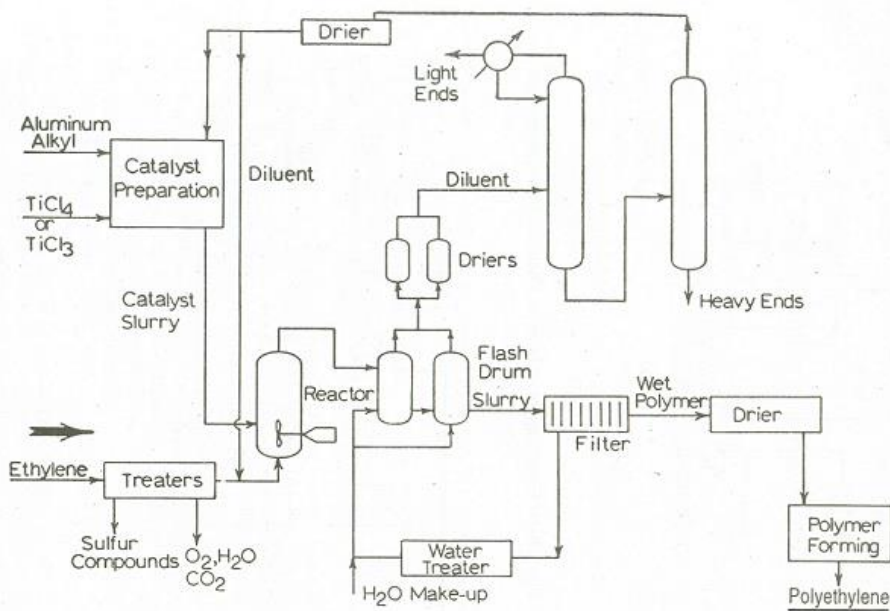 Drier
Light
Ends
Aluminum
Alkyl
Catalyst
Preparation
Diluent
Diluent
TiCl4
or
TiCl3
Driers
Catalyst
Slurry
Heavy Ends
Reactor
Flash
Drum
Slurry
Wet
Polymer
Drier
Filter
Ethylene
Treaters
Sulfur
Compounds
O2,H2O
CO2
Water
Treater
H2O Make-up
Polymer
Forming
Polyethylene